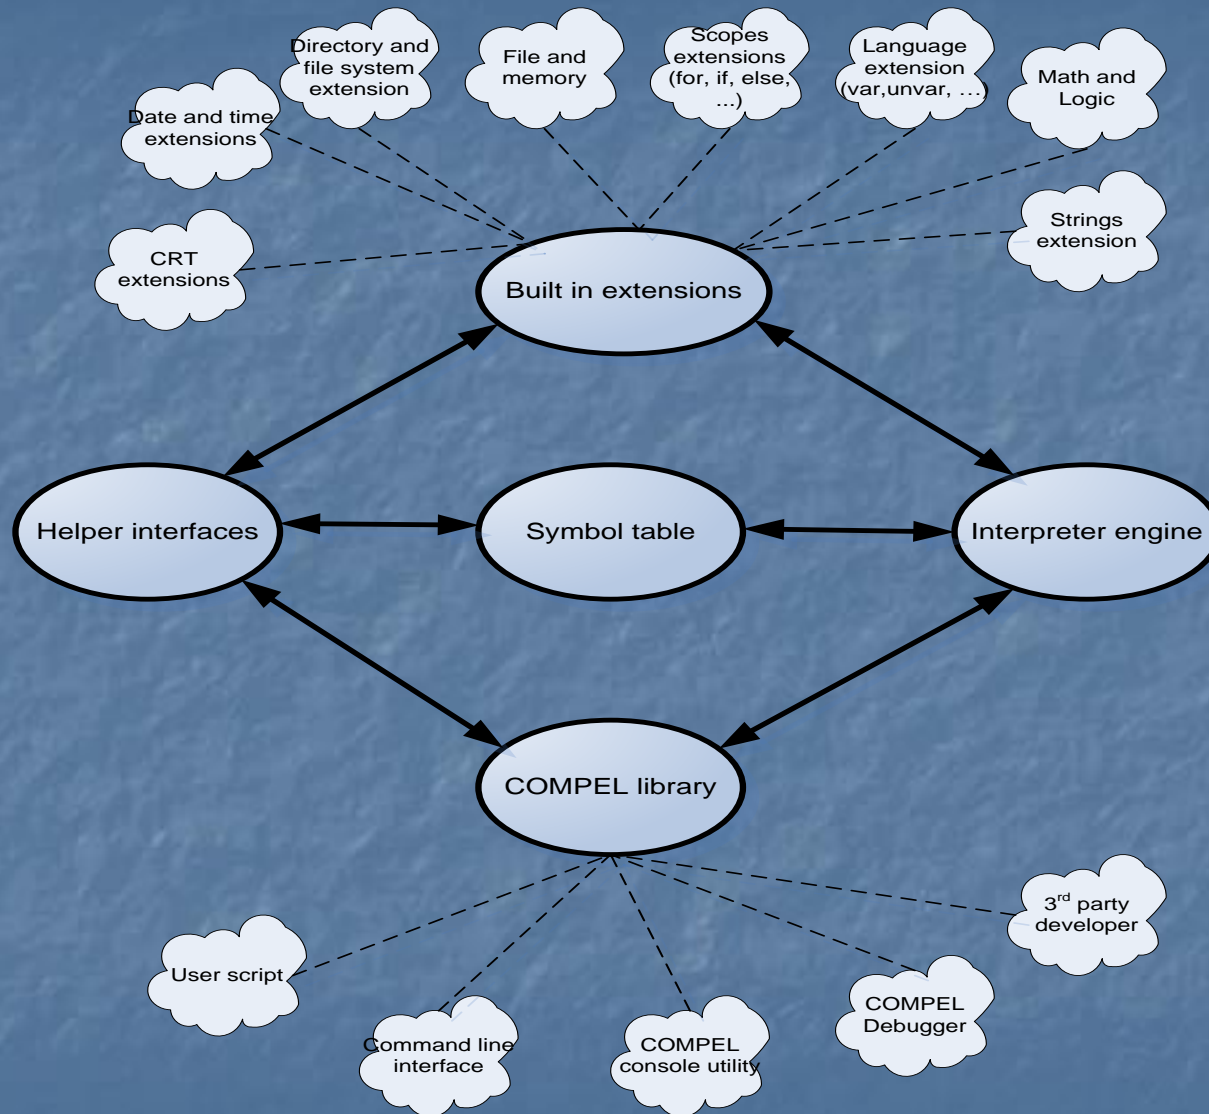 Directory and
file system
extension
File and
memory
Scopes
extensions
(for, if, else,
...)
Language
extension
(var,unvar, …)
Math and
Logic
Date and time
extensions
CRT
extensions
Strings
extension
Built in extensions
Helper interfaces
Symbol table
Interpreter engine
COMPEL library
User script
Command line
interface
COMPEL
console utility
COMPEL
Debugger
3rd party
developer